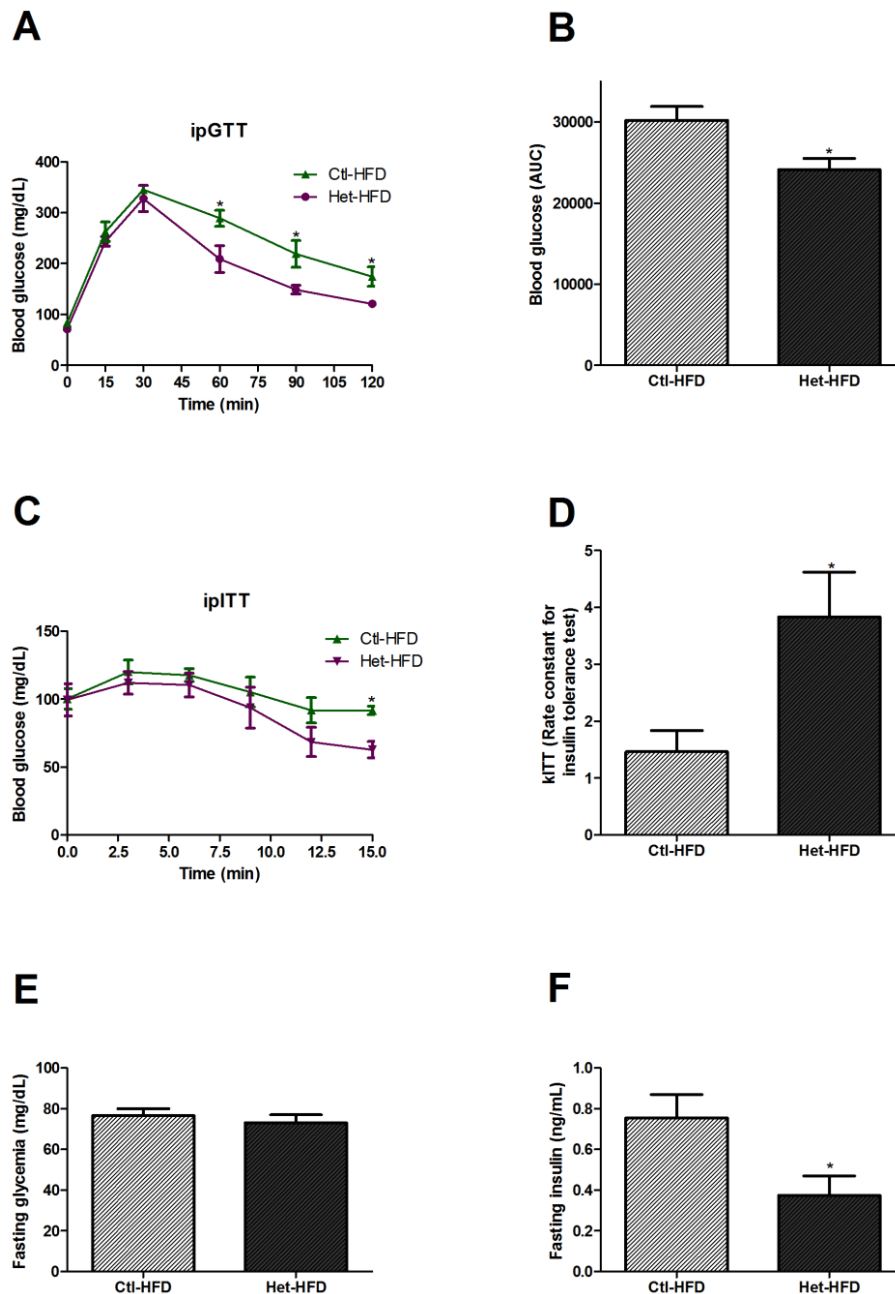 A
ipGTT
Ctl-HFD
Het-HFD
Blood glucose (mg/dL)
400
300
200
100
0
*
*
*
0 15 30 45 60 75 90 105 120
Time (min)
B
Blood glucose (AUC)
30000
20000
10000
0
*
Ctl-HFD Het-HFD
C
ipITT
Ctl-HFD
Het-HFD
Blood glucose (mg/dL)
150
100
50
0
*
0.0 2.5 5.0 7.5 10.0 12.5 15.0
Time (min)
D
kITT (Rate constant for
insulin tolerance test)
5
4
3
2
1
0
*
Ctl-HFD Het-HFD
E
Fasting glycemia (mg/dL)
100
80
60
40
20
0
Ctl-HFD Het-HFD
F
Fasting insulin (ng/mL)
1.0
0.8
0.6
0.4
0.2
0.0
*
Ctl-HFD Het-HFD